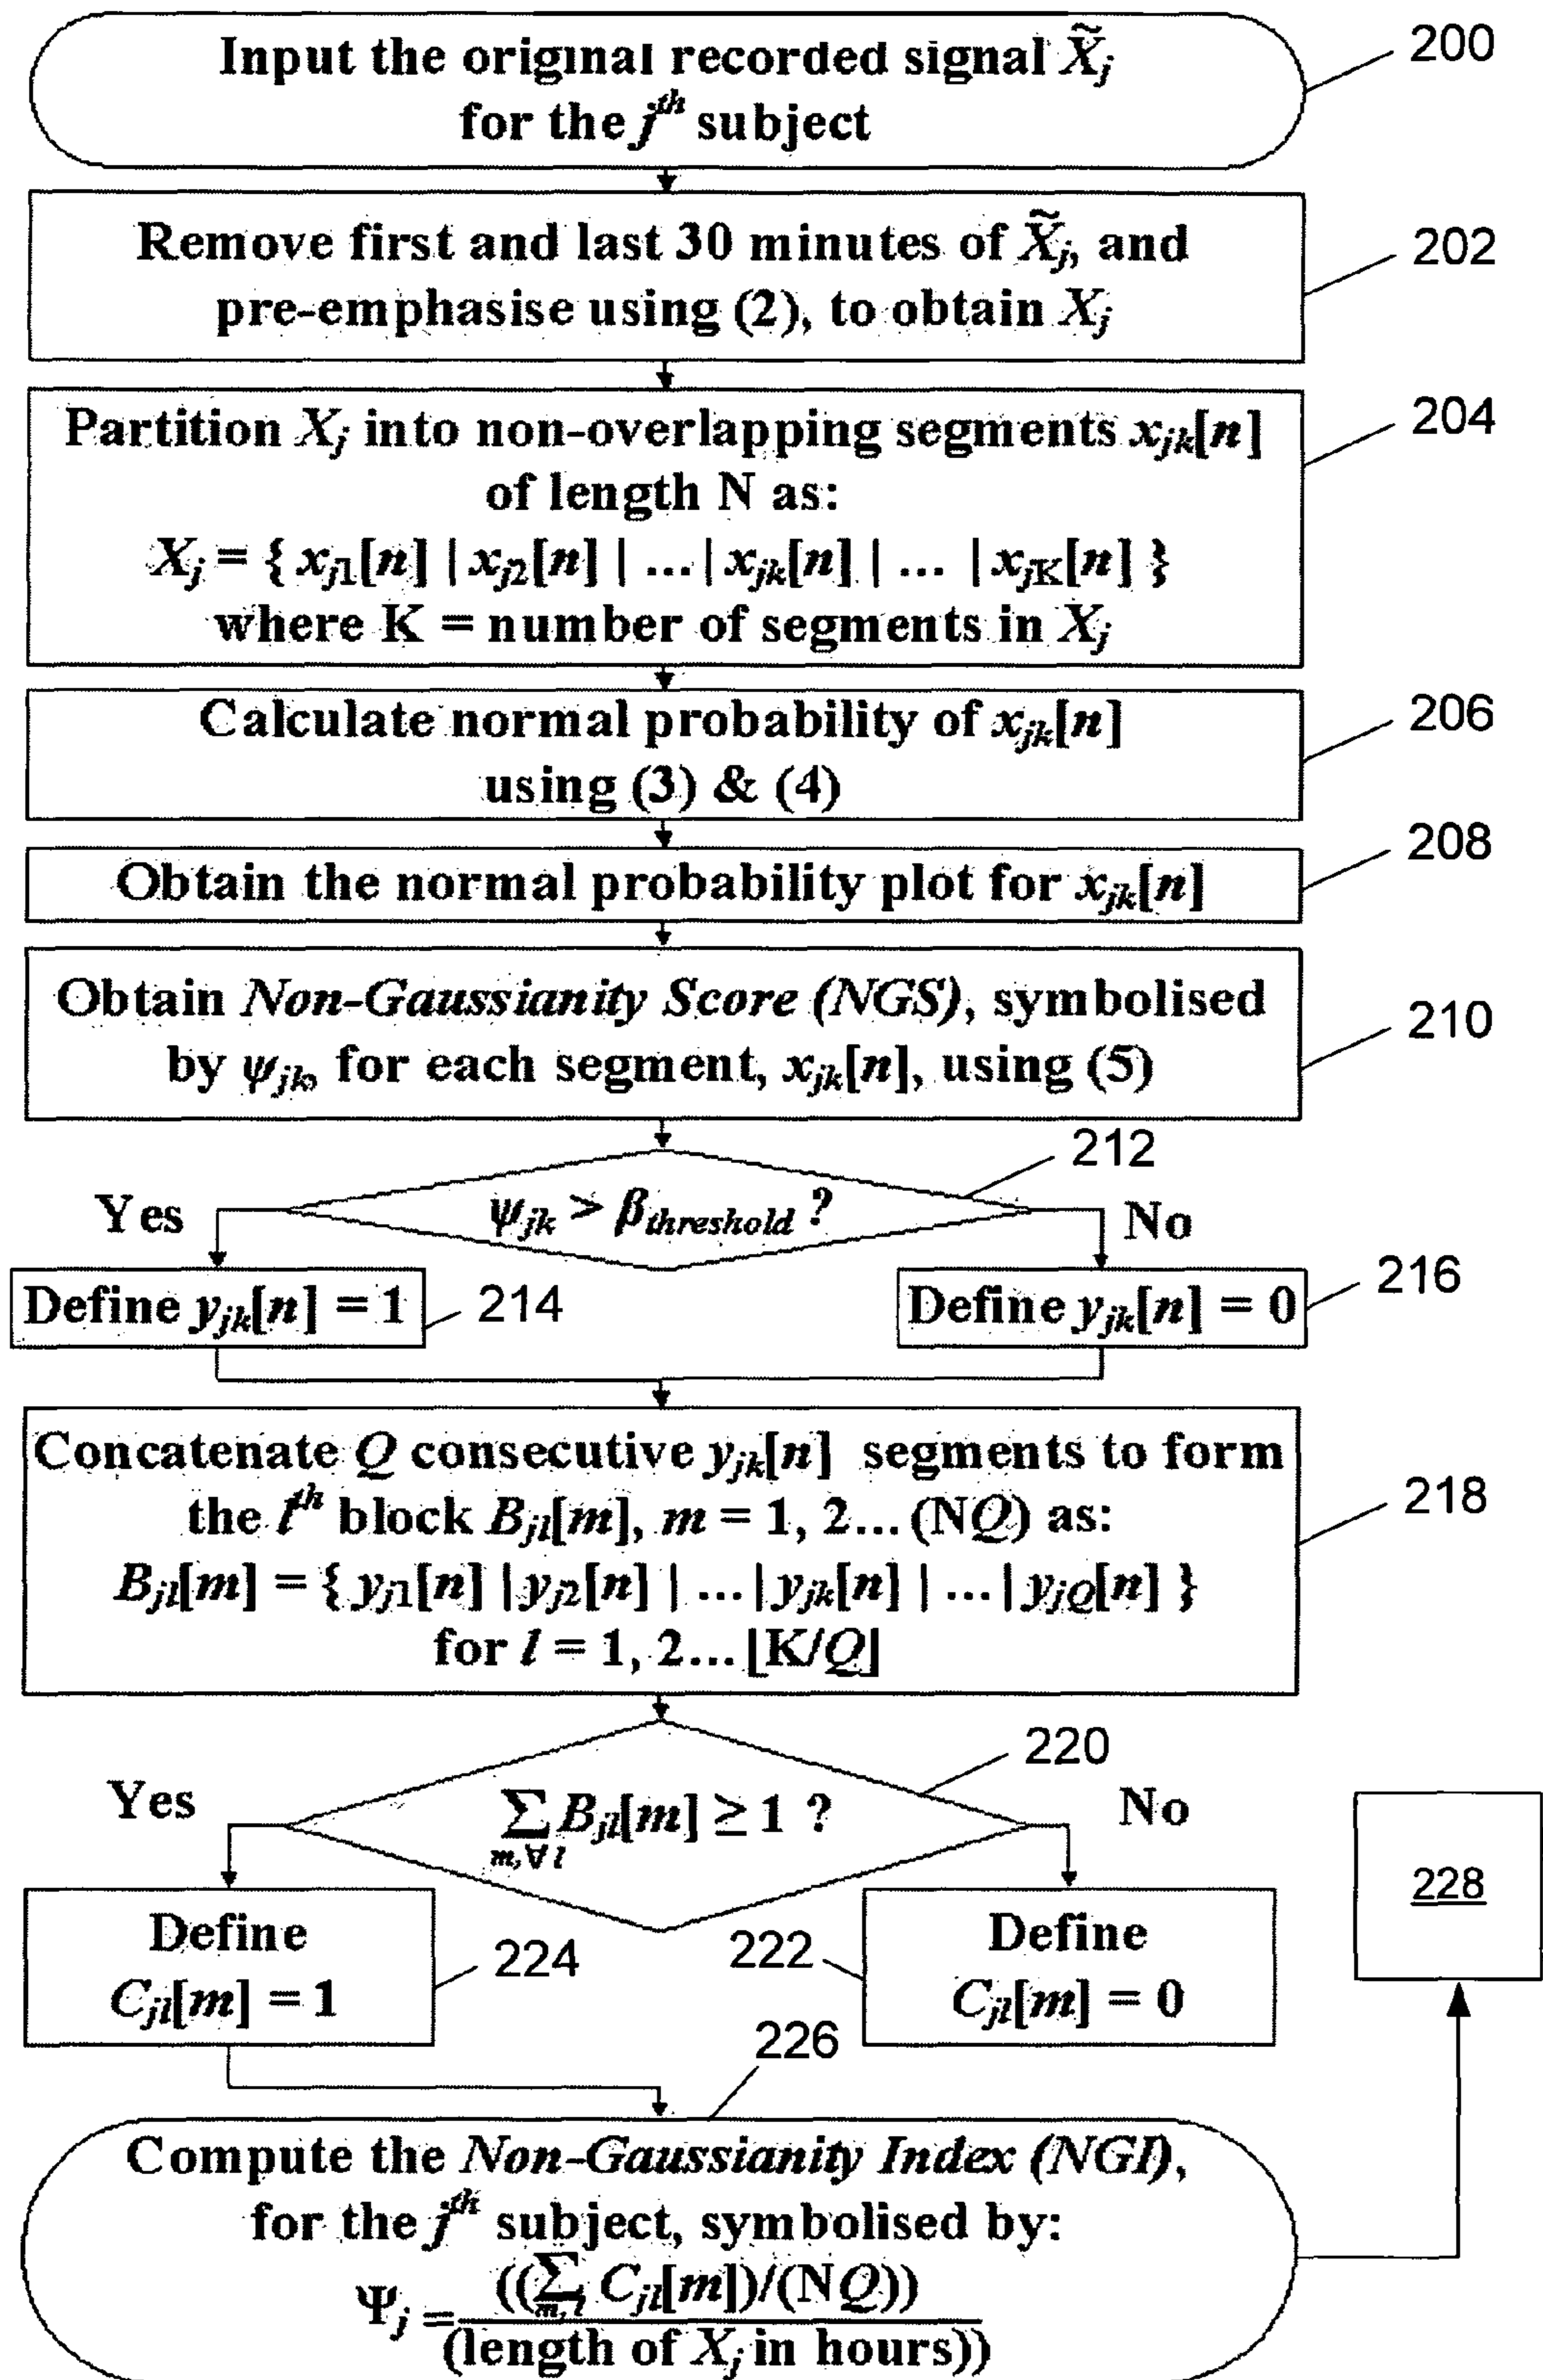 Input the original recorded signal X̃j
for the jth subject
200
Remove first and last 30 minutes of X̃j, and
pre-emphasise using (2), to obtain Xj
202
Partition Xj into non-overlapping segments xjk[n]
of length N as:
Xj = { xj1[n] | xj2[n] | ... | xjk[n] | ... | xjK[n] }
where K = number of segments in Xj
204
Calculate normal probability of xjk[n]
using (3) & (4)
206
Obtain the normal probability plot for xjk[n]
208
Obtain Non-Gaussianity Score (NGS), symbolised
by ψjk, for each segment, xjk[n], using (5)
210
212
Yes
ψjk > βthreshold ?
No
Define yjk[n] = 1
214
Define yjk[n] = 0
216
Concatenate Q consecutive yjk[n] segments to form
the lth block Bjl[m], m = 1, 2... (NQ) as:
Bjl[m] = { yj1[n] | yj2[n] | ... | yjk[n] | ... | yjQ[n] }
for l = 1, 2... ⌊K/Q⌋
218
220
Yes
∑ Bjl[m] ≥ 1 ?
m,∀ l
No
228
Define
Cjl[m] = 1
224
222
Define
Cjl[m] = 0
226
Compute the Non-Gaussianity Index (NGI),
for the jth subject, symbolised by:
Ψj = ((∑m,l Cjl[m])/(NQ))
(length of Xj in hours))